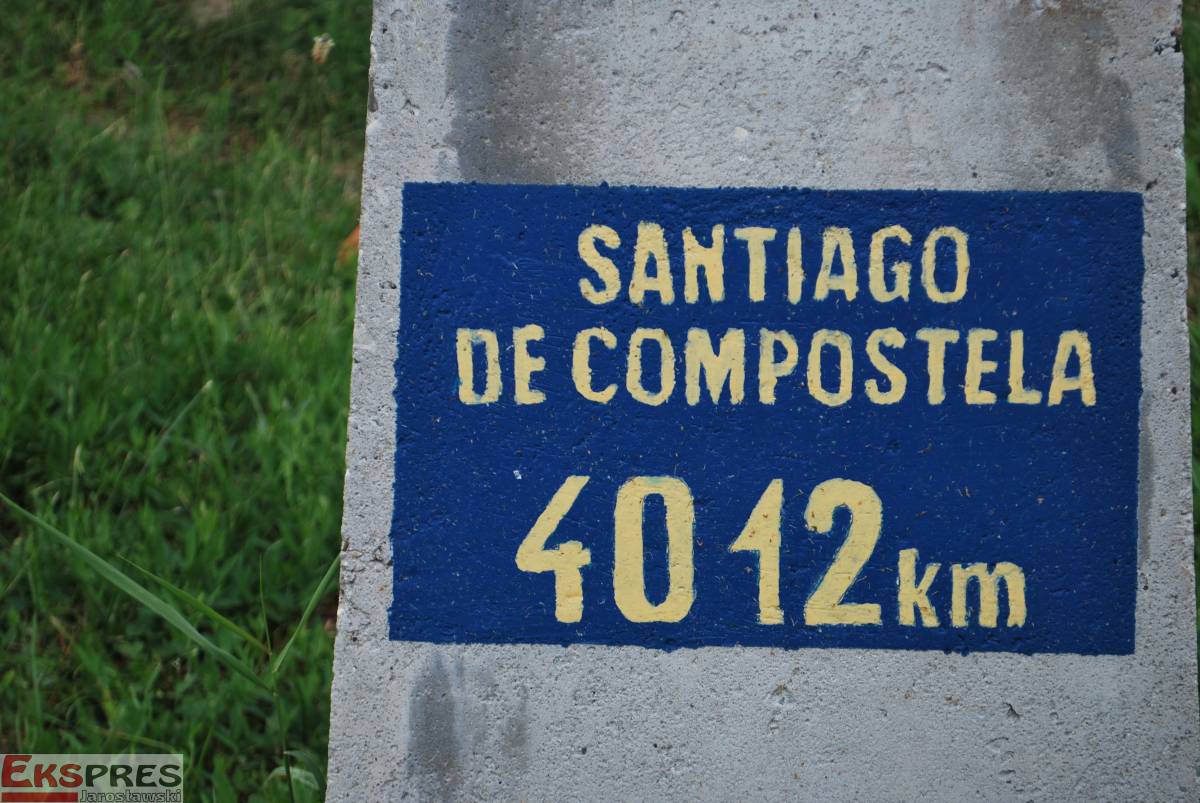 SANTIAGO
DE COMPOSTELA
4012 km
EKSPRES
Jarosławski